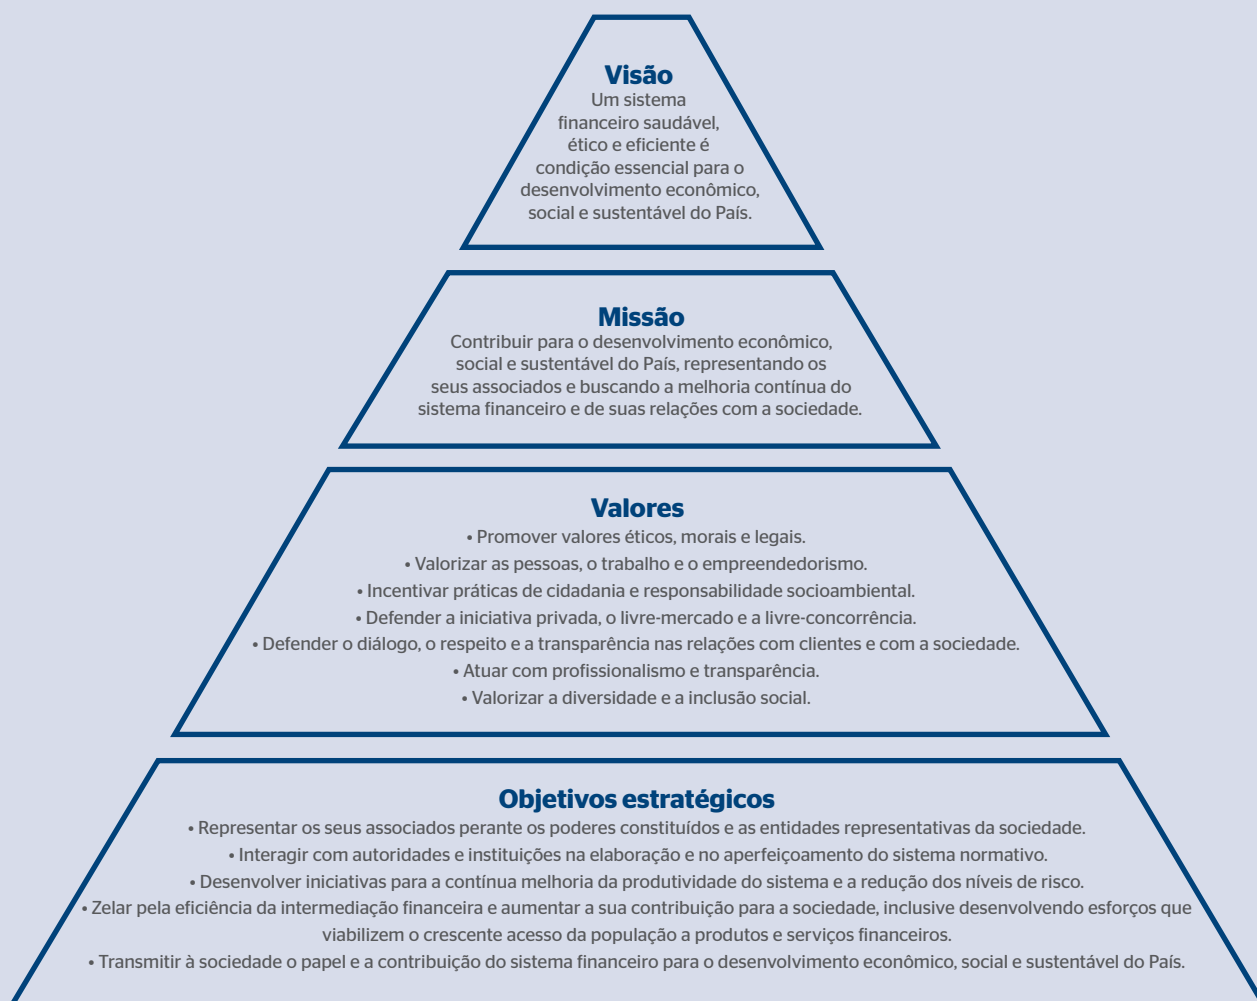 Visão
Um sistema
financeiro saudável,
ético e eficiente é
condição essencial para o
desenvolvimento econômico,
social e sustentável do País.
Missão
Contribuir para o desenvolvimento econômico,
social e sustentável do País, representando os
seus associados e buscando a melhoria contínua do
sistema financeiro e de suas relações com a sociedade.
Valores
• Promover valores éticos, morais e legais.
• Valorizar as pessoas, o trabalho e o empreendedorismo.
• Incentivar práticas de cidadania e responsabilidade socioambiental.
• Defender a iniciativa privada, o livre-mercado e a livre-concorrência.
• Defender o diálogo, o respeito e a transparência nas relações com clientes e com a sociedade.
• Atuar com profissionalismo e transparência.
• Valorizar a diversidade e a inclusão social.
Objetivos estratégicos
• Representar os seus associados perante os poderes constituídos e as entidades representativas da sociedade.
• Interagir com autoridades e instituições na elaboração e no aperfeiçoamento do sistema normativo.
• Desenvolver iniciativas para a contínua melhoria da produtividade do sistema e a redução dos níveis de risco.
• Zelar pela eficiência da intermediação financeira e aumentar a sua contribuição para a sociedade, inclusive desenvolvendo esforços que
viabilizem o crescente acesso da população a produtos e serviços financeiros.
• Transmitir à sociedade o papel e a contribuição do sistema financeiro para o desenvolvimento econômico, social e sustentável do País.